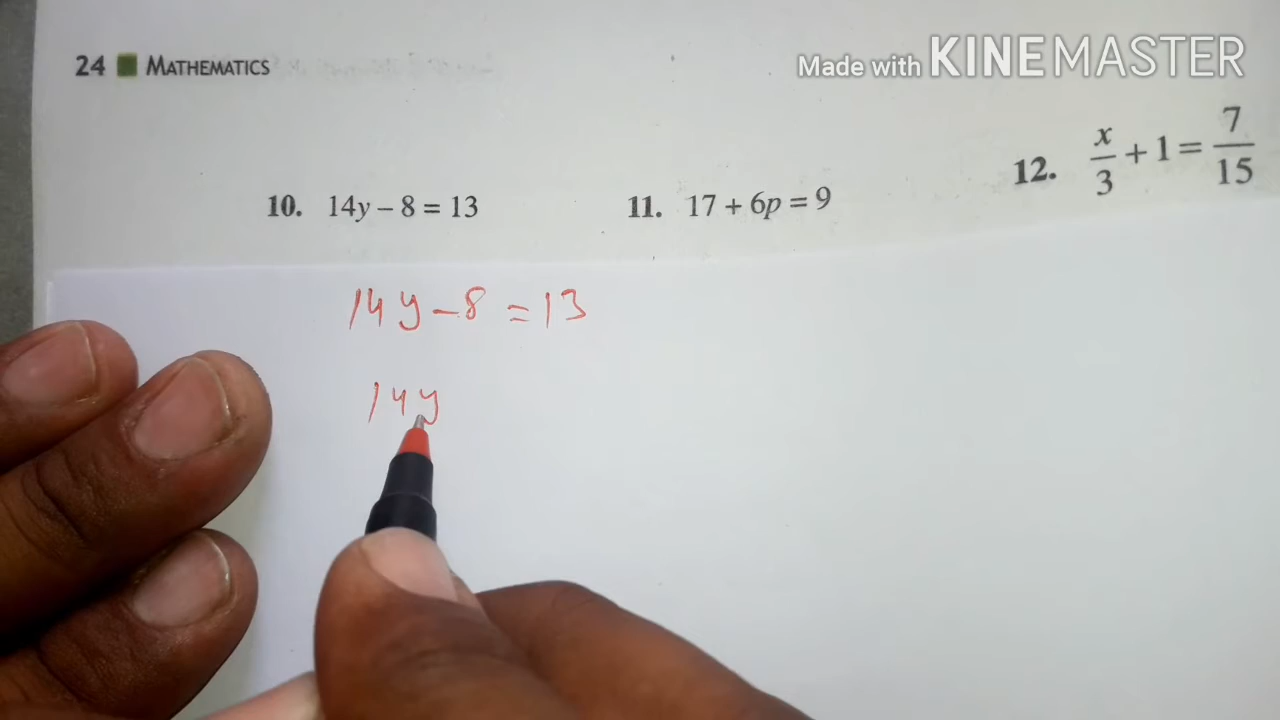 24 ■ MATHEMATICS
Made with KINEMASTER
10. 14y – 8 = 13
11. 17 + 6p = 9
12. x/3 + 1 = 7/15
14y – 8 = 13
14y